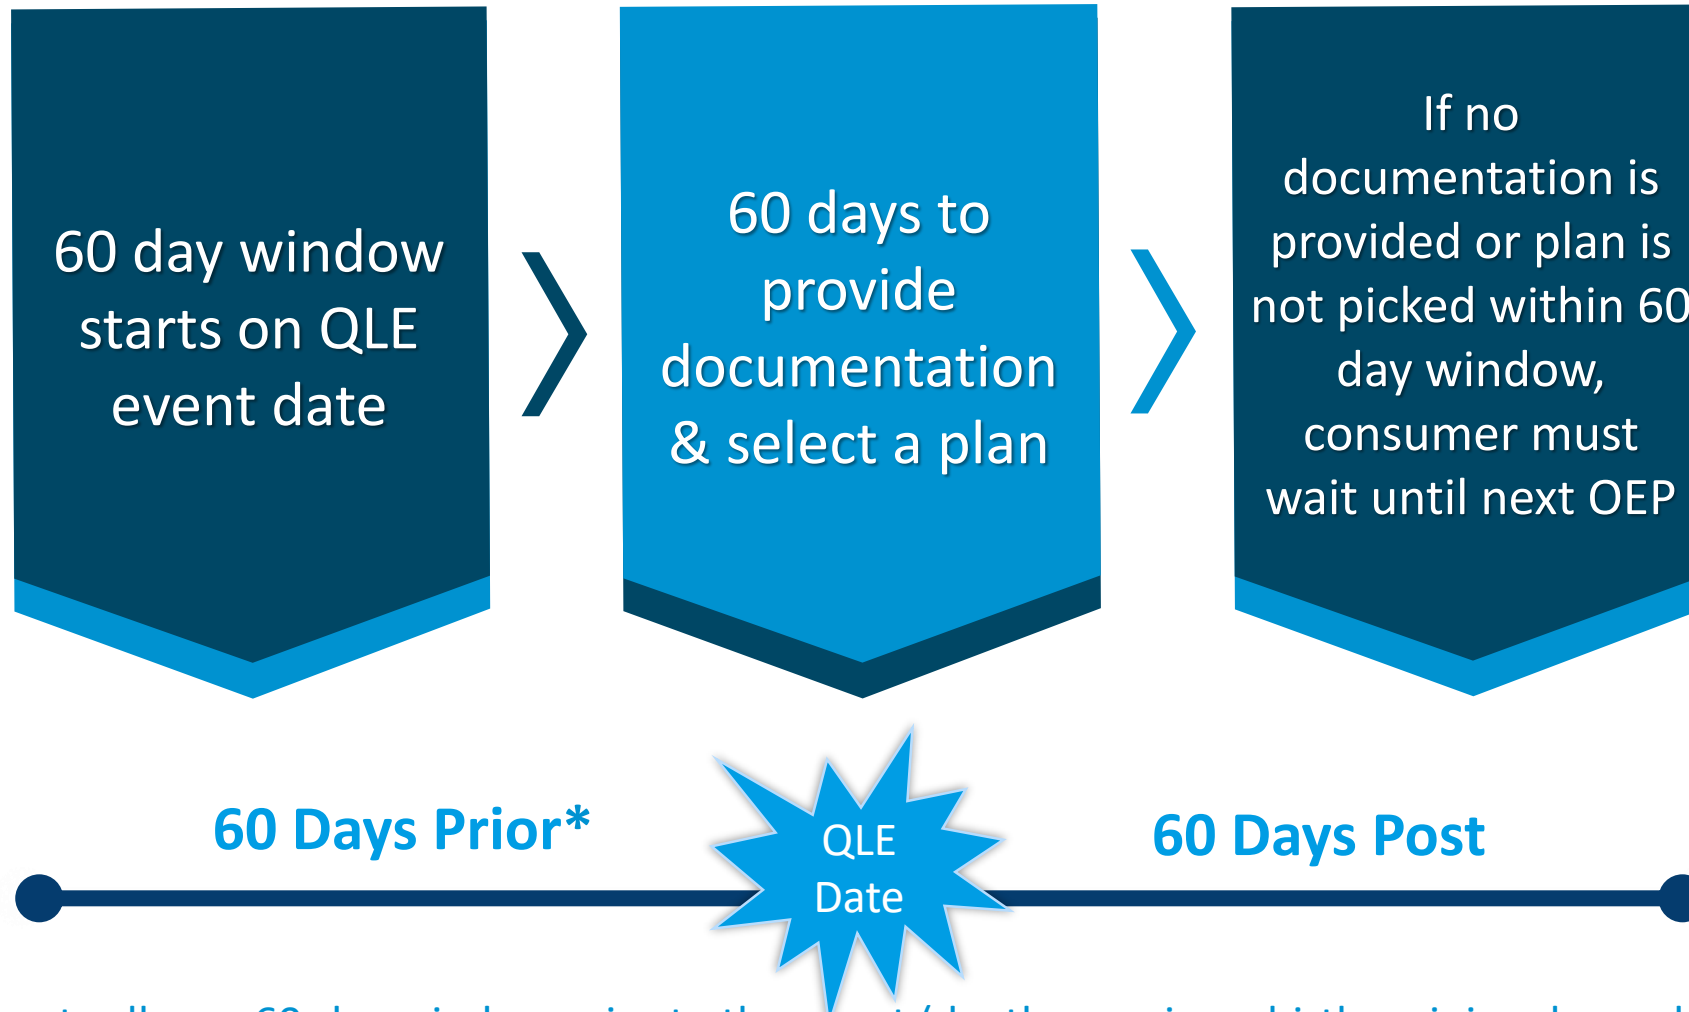 60 day window
starts on QLE
event date
60 days to
provide
documentation
& select a plan
If no
documentation is
provided or plan is
not picked within 60
day window,
consumer must
wait until next OEP
60 Days Prior*
QLE
Date
60 Days Post